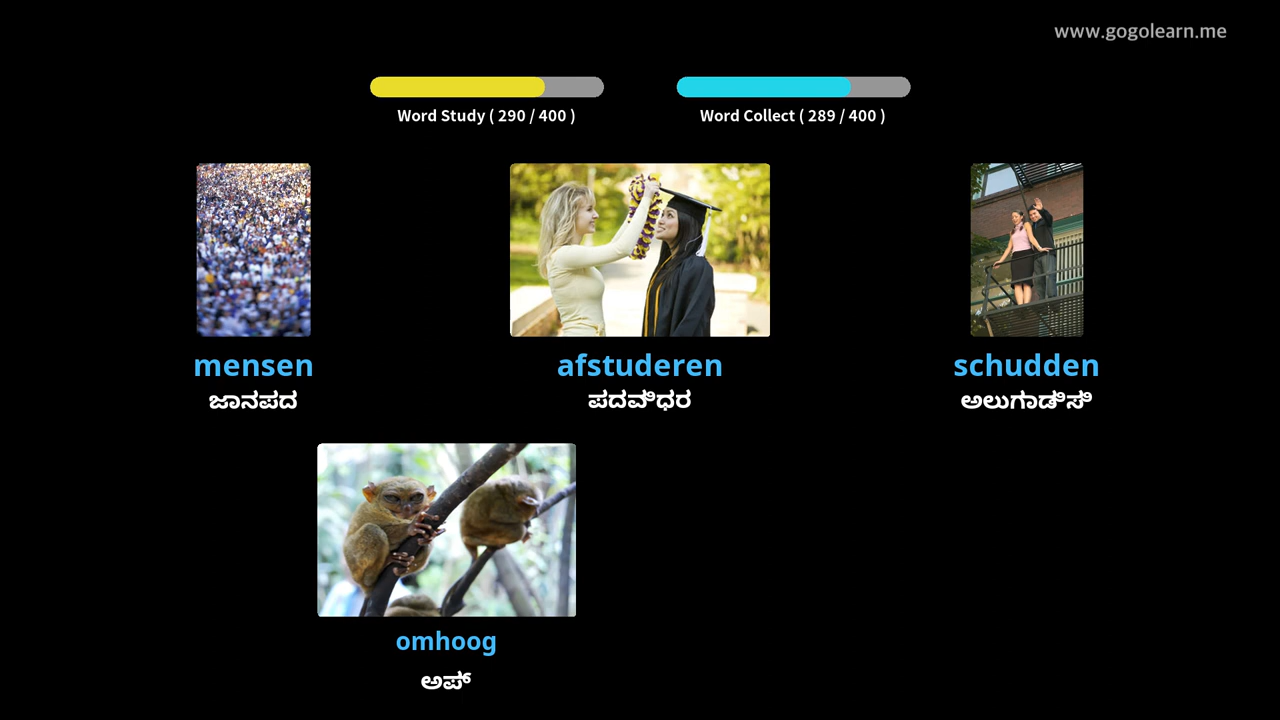 www.gogolearn.me
Word Study ( 290 / 400 )
Word Collect ( 289 / 400 )
mensen
ಜಾನಪದ
afstuderen
ಪದವಿಧರ
schudden
ಅಲುಗಾಡಿಸಿ
omhoog
ಅಪ್